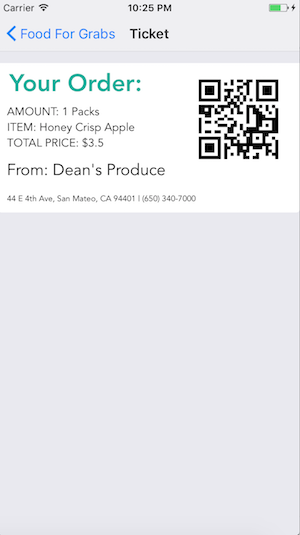 Carrier 10:25 PM
Food For Grabs Ticket
Your Order:
AMOUNT: 1 Packs
ITEM: Honey Crisp Apple
TOTAL PRICE: $3.5
From: Dean's Produce
44 E 4th Ave, San Mateo, CA 94401 | (650) 340-7000